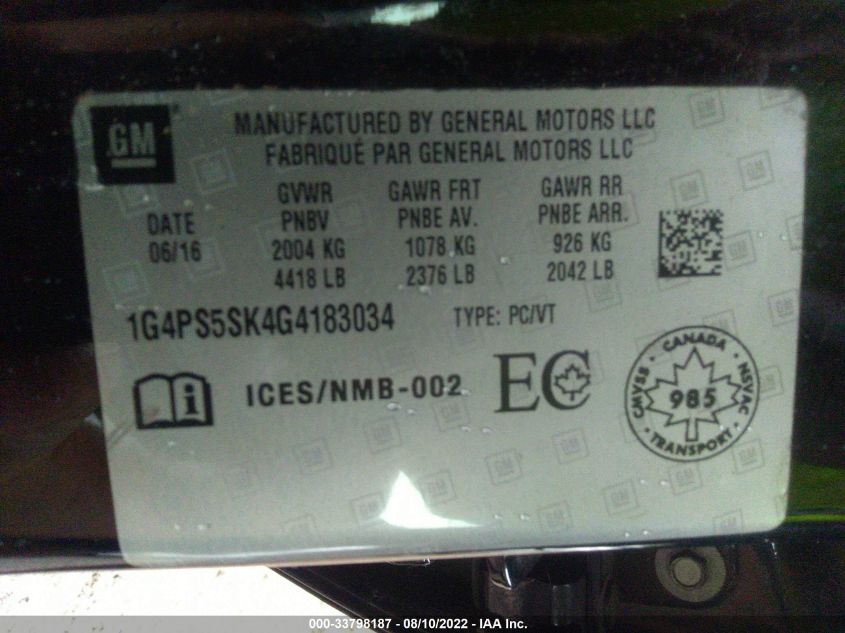 GM
MANUFACTURED BY GENERAL MOTORS LLC
FABRIQUÉ PAR GENERAL MOTORS LLC
GVWR GAWR FRT GAWR RR
DATE PNBV PNBE AV. PNBE ARR.
06/16 2004 KG 1078 KG 926 KG
4418 LB 2376 LB 2042 LB
1G4PS5SK4G4183034 TYPE: PC/VT
i ICES/NMB-002 EC
CANADA
CMVSS 985 NSVAC
TRANSPORT
000-33798187 - 08/10/2022 - IAA Inc.